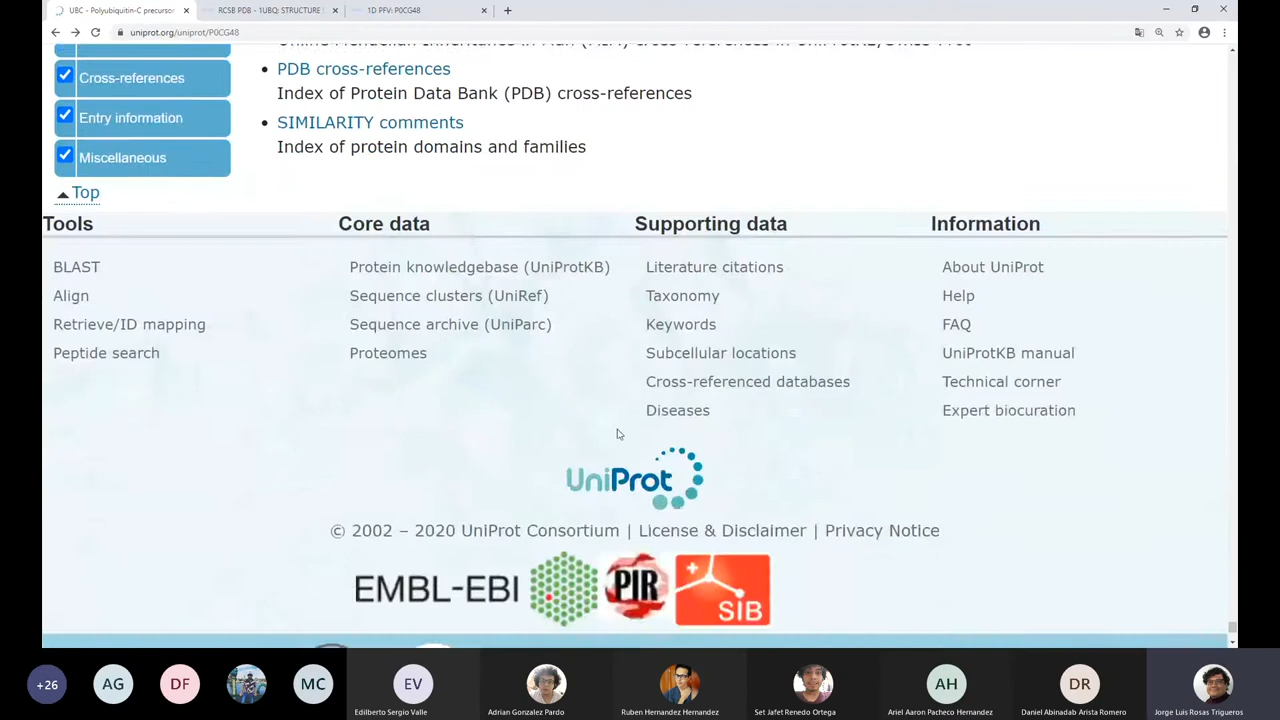 UBC - Polyubiquitin-C precursor
RCSB PDB - 1UBQ: STRUCTURE
1D PFV: P0CG48
uniprot.org/uniprot/P0CG48
Cross-references
Entry information
Miscellaneous
Top
PDB cross-references
Index of Protein Data Bank (PDB) cross-references
SIMILARITY comments
Index of protein domains and families
Tools
BLAST
Align
Retrieve/ID mapping
Peptide search
Core data
Protein knowledgebase (UniProtKB)
Sequence clusters (UniRef)
Sequence archive (UniParc)
Proteomes
Supporting data
Literature citations
Taxonomy
Keywords
Subcellular locations
Cross-referenced databases
Diseases
Information
About UniProt
Help
FAQ
UniProtKB manual
Technical corner
Expert biocuration
UniProt
© 2002 – 2020 UniProt Consortium | License & Disclaimer | Privacy Notice
EMBL-EBI
PIR
SIB
+26
AG
DF
MC
EV
AH
DR
Edilberto Sergio Valle
Adrian Gonzalez Pardo
Ruben Hernandez Hernandez
Set Jafet Renedo Ortega
Ariel Aaron Pacheco Hernandez
Daniel Abinadab Arista Romero
Jorge Luis Rosas Trigueros